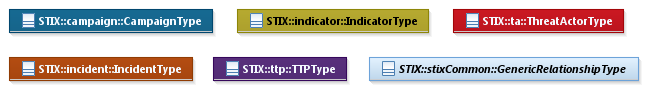 STIX::campaign::CampaignType
STIX::indicator::IndicatorType
STIX::ta::ThreatActorType
STIX::incident::IncidentType
STIX::ttp::TTPType
STIX::stixCommon::GenericRelationshipType